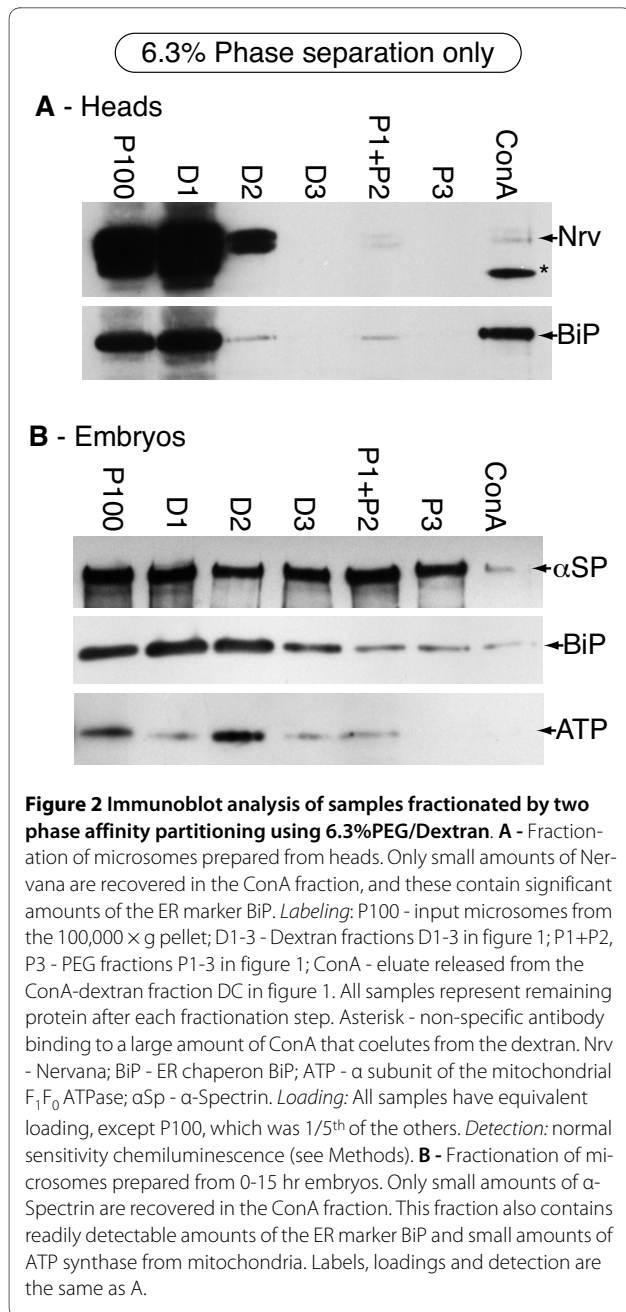 6.3% Phase separation only
A - Heads
P100 D1 D2 D3 P1+P2 P3 ConA
Nrv
*
BiP
B - Embryos
P100 D1 D2 D3 P1+P2 P3 ConA
αSP
BiP
ATP
Figure 2 Immunoblot analysis of samples fractionated by two
phase affinity partitioning using 6.3%PEG/Dextran. A - Fraction-
ation of microsomes prepared from heads. Only small amounts of Ner-
vana are recovered in the ConA fraction, and these contain significant
amounts of the ER marker BiP. Labeling: P100 - input microsomes from
the 100,000 × g pellet; D1-3 - Dextran fractions D1-3 in figure 1; P1+P2,
P3 - PEG fractions P1-3 in figure 1; ConA - eluate released from the
ConA-dextran fraction DC in figure 1. All samples represent remaining
protein after each fractionation step. Asterisk - non-specific antibody
binding to a large amount of ConA that coelutes from the dextran. Nrv
- Nervana; BiP - ER chaperon BiP; ATP - α subunit of the mitochondrial
F1F0 ATPase; αSp - α-Spectrin. Loading: All samples have equivalent
loading, except P100, which was 1/5th of the others. Detection: normal
sensitivity chemiluminescence (see Methods). B - Fractionation of mi-
crosomes prepared from 0-15 hr embryos. Only small amounts of α-
Spectrin are recovered in the ConA fraction. This fraction also contains
readily detectable amounts of the ER marker BiP and small amounts of
ATP synthase from mitochondria. Labels, loadings and detection are
the same as A.